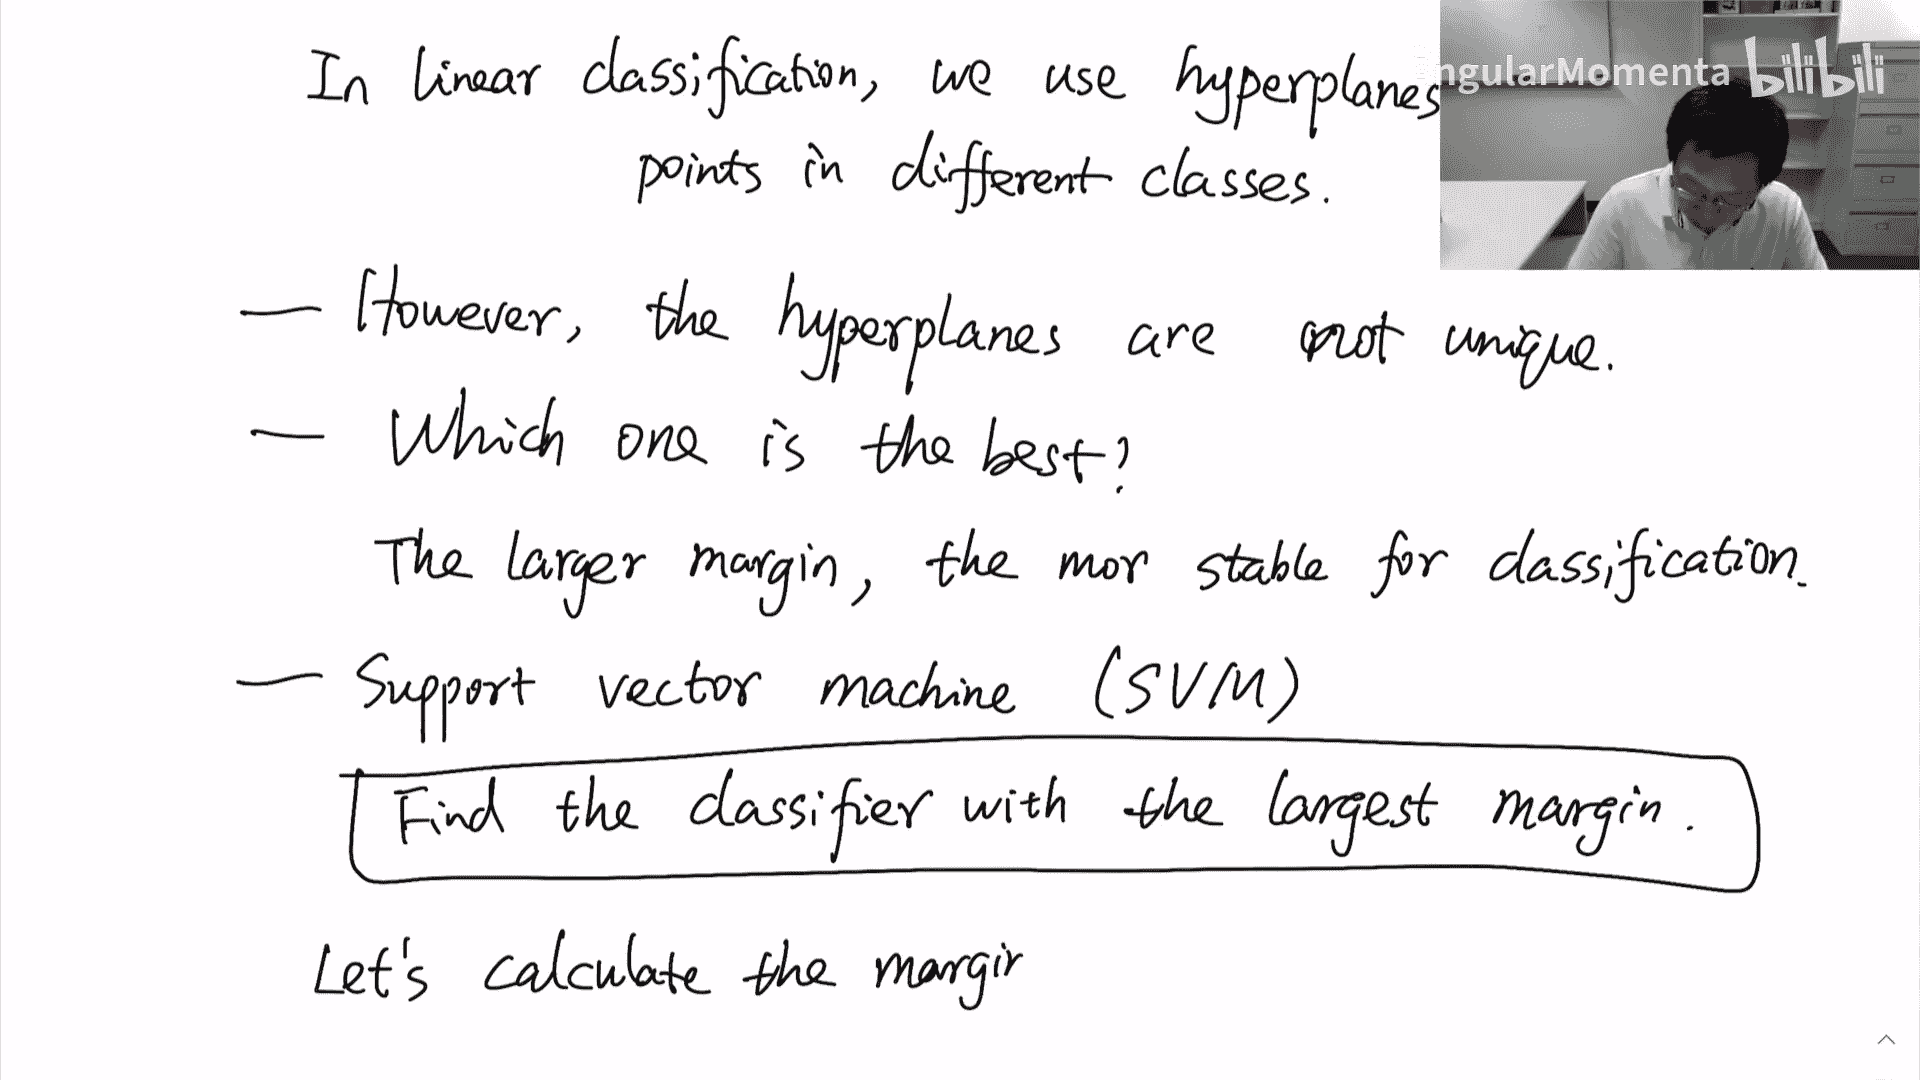 In linear classification, we use hyperplanes
ngularMomenta bilibili
points in different classes.
— However, the hyperplanes are not unique.
— Which one is the best?
The larger margin, the mor stable for classification.
— Support vector machine (SVM)
Find the classifier with the largest margin.
Let's calculate the margin